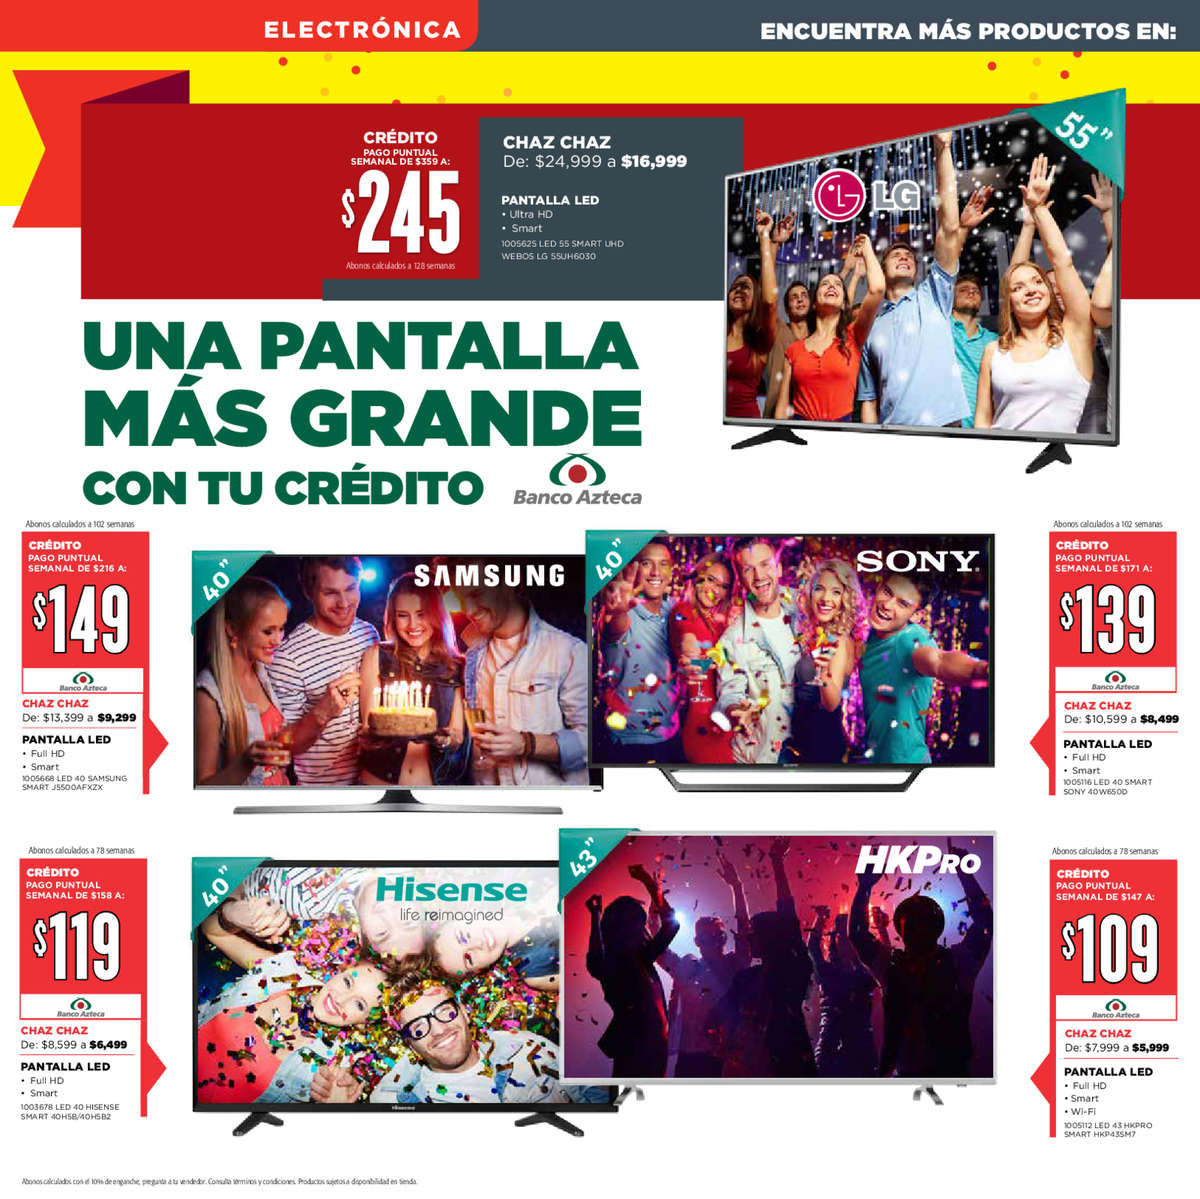 ELECTRÓNICA
ENCUENTRA MÁS PRODUCTOS EN:
CRÉDITO
PAGO PUNTUAL
SEMANAL DE $359 A:
$245
Abonos calculados a 128 semanas
CHAZ CHAZ
De: $24,999 a $16,999
PANTALLA LED
• Ultra HD
• Smart
1005625 LED 55 SMART UHD
WEBOS LG 55UH6030
55”
LG
UNA PANTALLA
MÁS GRANDE
CON TU CRÉDITO
Banco Azteca
Abonos calculados a 102 semanas
CRÉDITO
PAGO PUNTUAL
SEMANAL DE $216 A:
$149
Banco Azteca
CHAZ CHAZ
De: $13,399 a $9,299
PANTALLA LED
• Full HD
• Smart
1005668 LED 40 SAMSUNG
SMART J5500AFXZX
40”
SAMSUNG
40”
SONY
Abonos calculados a 102 semanas
CRÉDITO
PAGO PUNTUAL
SEMANAL DE $171 A:
$139
Banco Azteca
CHAZ CHAZ
De: $10,599 a $8,499
PANTALLA LED
• Full HD
• Smart
1005116 LED 40 SMART
SONY 40W650D
Abonos calculados a 78 semanas
CRÉDITO
PAGO PUNTUAL
SEMANAL DE $158 A:
$119
Banco Azteca
CHAZ CHAZ
De: $8,599 a $6,499
PANTALLA LED
• Full HD
• Smart
1003678 LED 40 HISENSE
SMART 40H5B/40H5B2
40”
Hisense
life reimagined
Hisense
43”
HKPRO
Abonos calculados a 78 semanas
CRÉDITO
PAGO PUNTUAL
SEMANAL DE $147 A:
$109
Banco Azteca
CHAZ CHAZ
De: $7,999 a $5,999
PANTALLA LED
• Full HD
• Smart
• Wi-Fi
1005112 LED 43 HKPRO
SMART HKP43SM7
Abonos calculados con el 10% de enganche, pregunta a tu vendedor. Consulta términos y condiciones. Productos sujetos a disponibilidad en tienda.